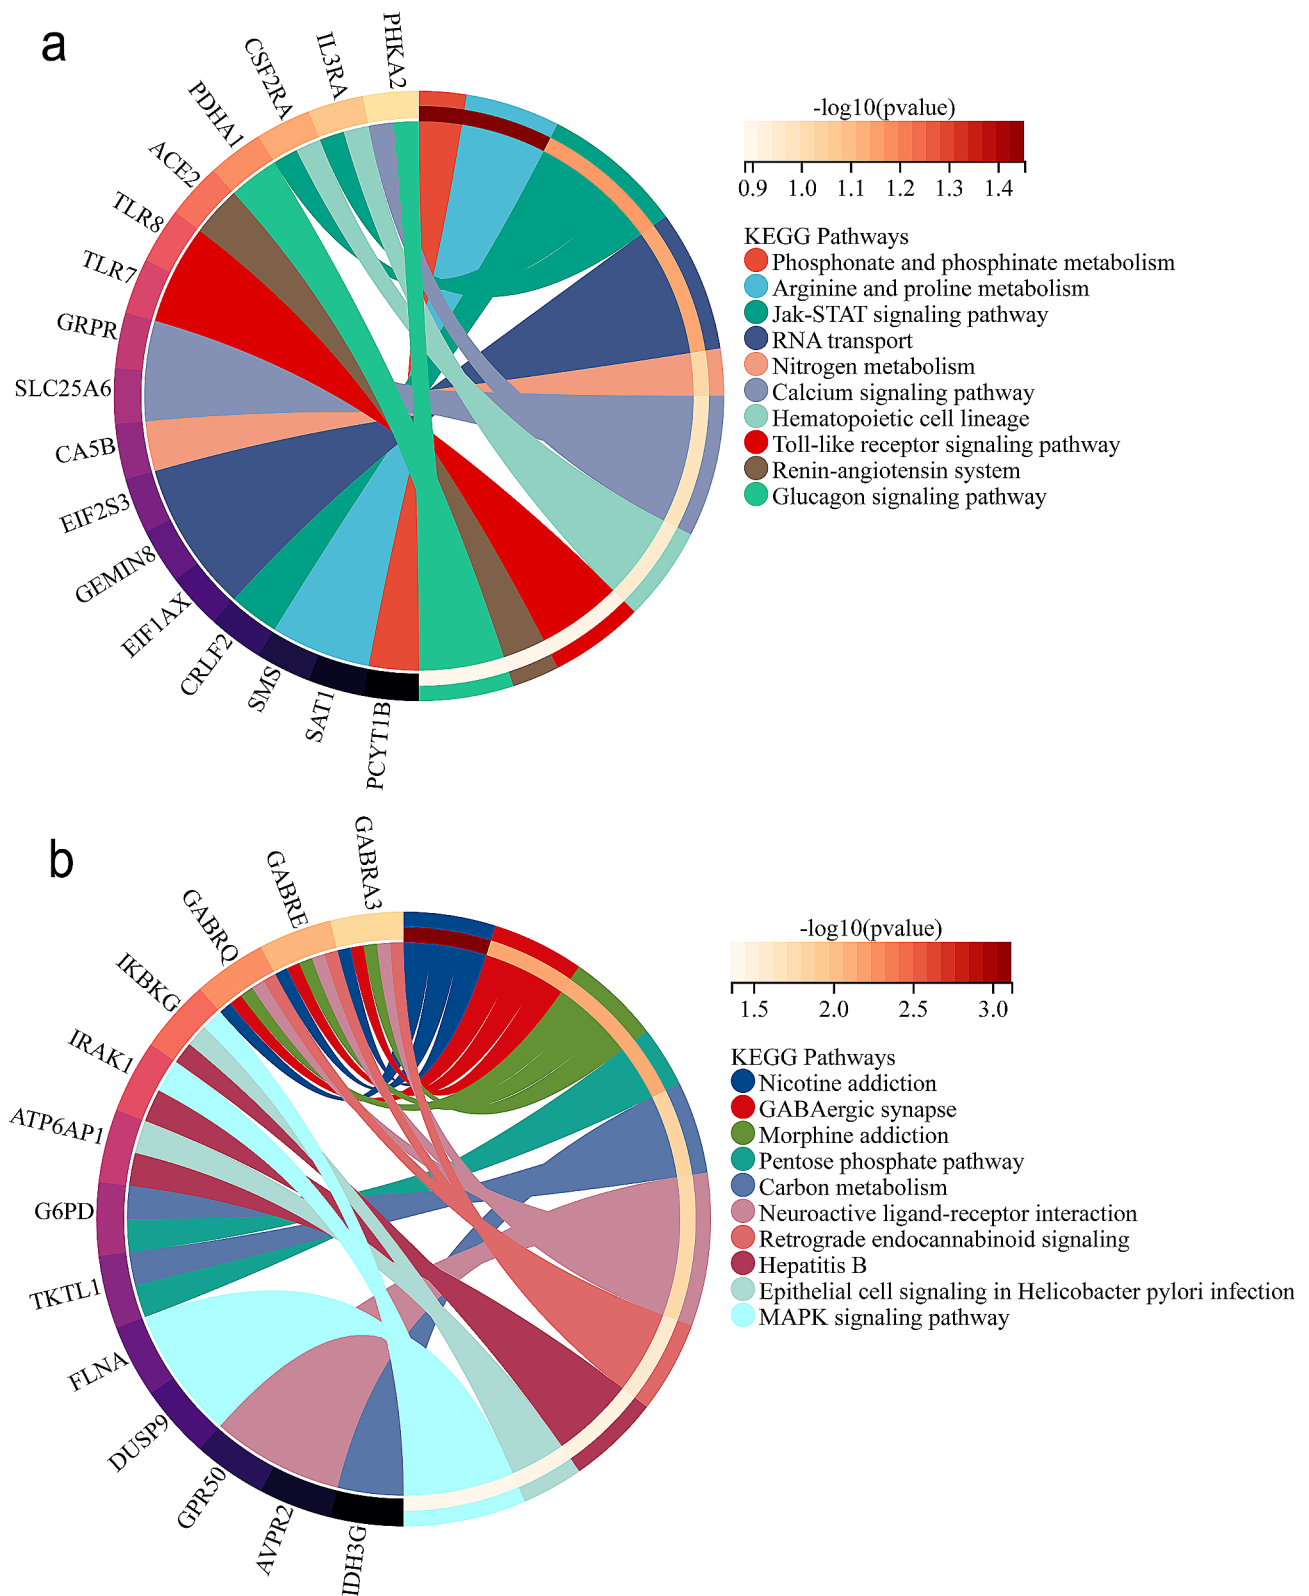 a
PHKA2
IL3RA
CSF2RA
PDHA1
ACE2
TLR8
TLR7
GRPR
SLC25A6
CA5B
EIF2S3
GEMIN8
EIF1AX
CRLF2
SMS
SAT1
PCYT1B
-log10(pvalue)
0.9 1.0 1.1 1.2 1.3 1.4
KEGG Pathways
Phosphonate and phosphinate metabolism
Arginine and proline metabolism
Jak-STAT signaling pathway
RNA transport
Nitrogen metabolism
Calcium signaling pathway
Hematopoietic cell lineage
Toll-like receptor signaling pathway
Renin-angiotensin system
Glucagon signaling pathway
b
GABRA3
GABRE
GABRQ
IKBKG
IRAK1
ATP6AP1
G6PD
TKTL1
FLNA
DUSP9
GPR50
AVPR2
IDH3G
-log10(pvalue)
1.5 2.0 2.5 3.0
KEGG Pathways
Nicotine addiction
GABAergic synapse
Morphine addiction
Pentose phosphate pathway
Carbon metabolism
Neuroactive ligand-receptor interaction
Retrograde endocannabinoid signaling
Hepatitis B
Epithelial cell signaling in Helicobacter pylori infection
MAPK signaling pathway